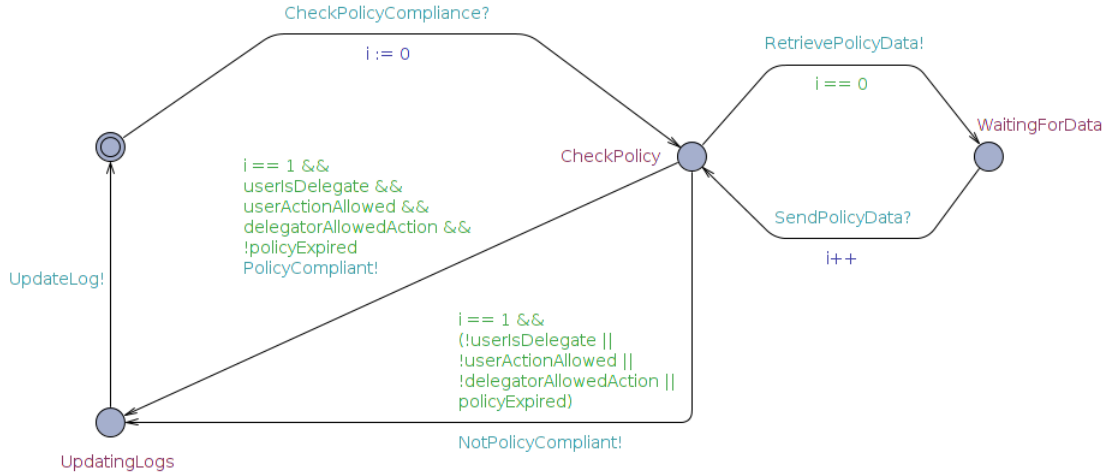 CheckPolicyCompliance?
i := 0
RetrievePolicyData!
i == 0
WaitingForData
CheckPolicy
i == 1 &&
userIsDelegate &&
userActionAllowed &&
delegatorAllowedAction &&
!policyExpired
PolicyCompliant!
SendPolicyData?
i++
UpdateLog!
i == 1 &&
(!userIsDelegate ||
!userActionAllowed ||
!delegatorAllowedAction ||
policyExpired)
NotPolicyCompliant!
UpdatingLogs